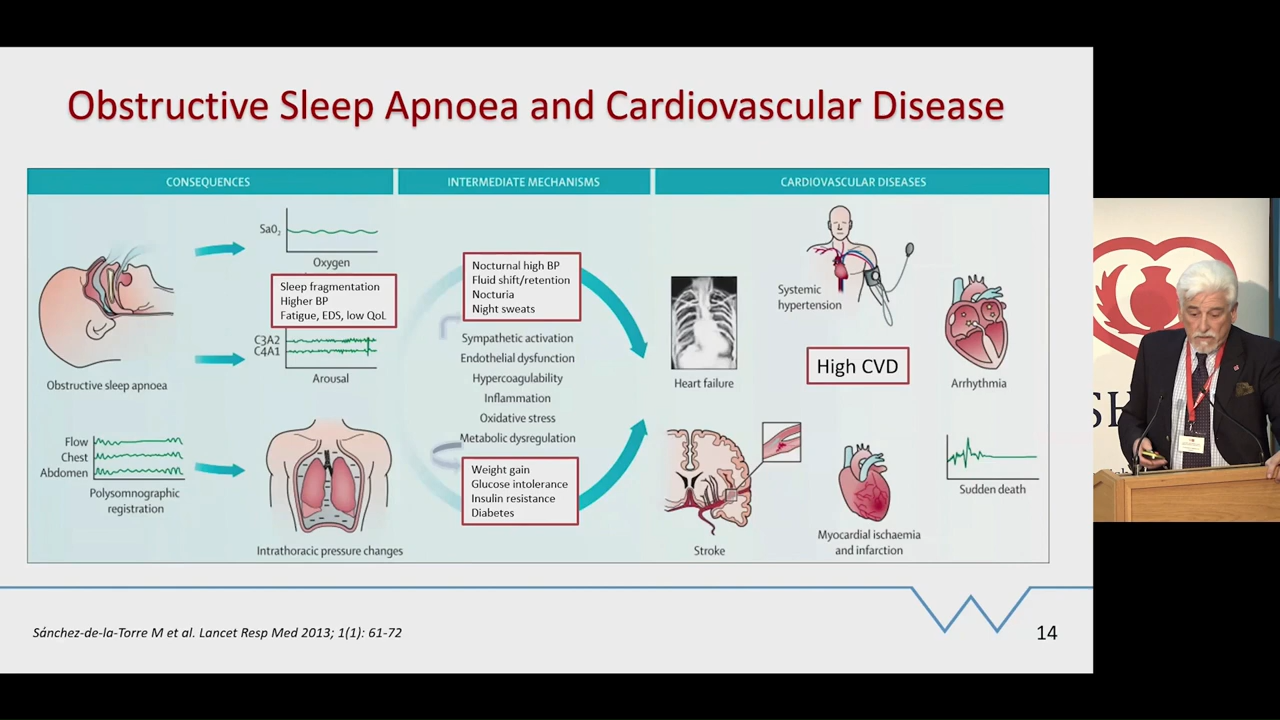 Obstructive Sleep Apnoea and Cardiovascular Disease
CONSEQUENCES
INTERMEDIATE MECHANISMS
CARDIOVASCULAR DISEASES
SaO₂
Oxygen
Sleep fragmentation
Higher BP
Fatigue, EDS, low QoL
C3A2
C4A1
Arousal
Obstructive sleep apnoea
Flow
Chest
Abdomen
Polysomnographic
registration
Intrathoracic pressure changes
Nocturnal high BP
Fluid shift/retention
Nocturia
Night sweats
Sympathetic activation
Endothelial dysfunction
Hypercoagulability
Inflammation
Oxidative stress
Metabolic dysregulation
Weight gain
Glucose intolerance
Insulin resistance
Diabetes
Systemic
hypertension
Heart failure
High CVD
Arrhythmia
Stroke
Myocardial ischaemia
and infarction
Sudden death
Sánchez-de-la-Torre M et al. Lancet Resp Med 2013; 1(1): 61-72
14